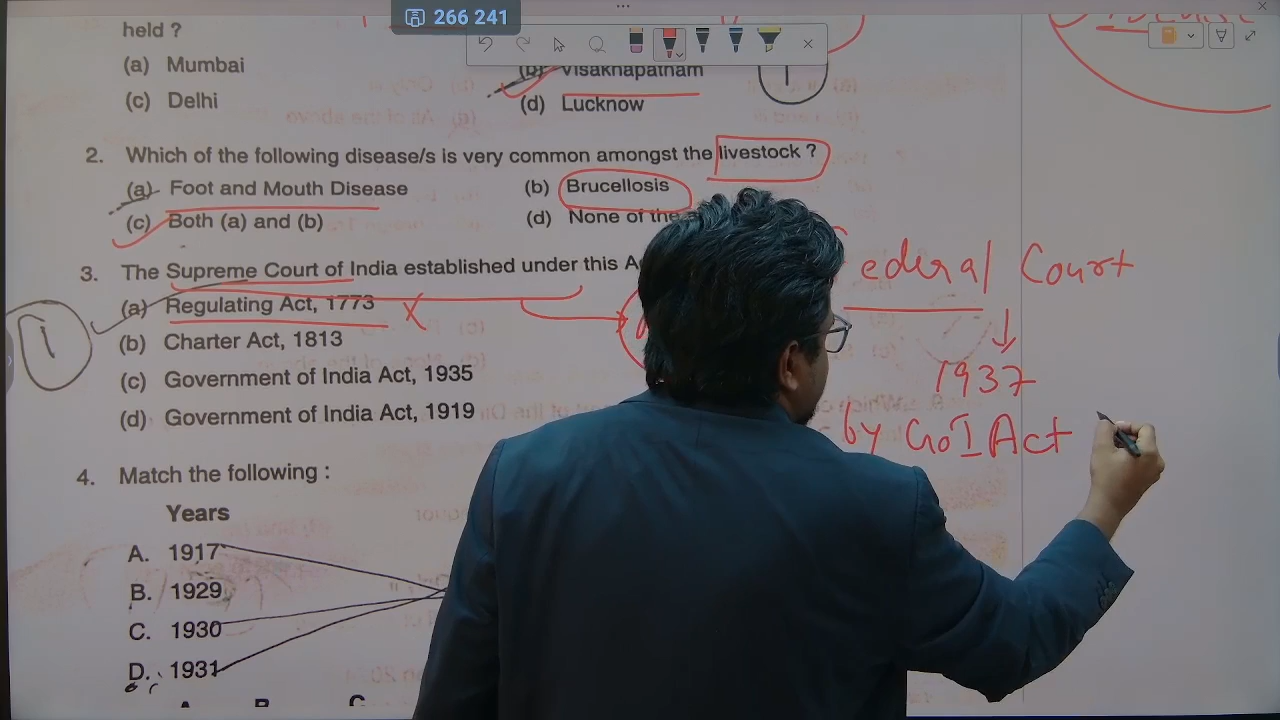 266 241
held ?
(a) Mumbai
(b) Visakhapatnam
(c) Delhi
(d) Lucknow
1
2. Which of the following disease/s is very common amongst the livestock ?
(a) Foot and Mouth Disease
(b) Brucellosis
(c) Both (a) and (b)
(d) None of the
3. The Supreme Court of India established under this A
(a) Regulating Act, 1773 X
(b) Charter Act, 1813
(c) Government of India Act, 1935
(d) Government of India Act, 1919
1
Federal Court
1937
by GoI Act
4. Match the following :
Years
A. 1917
B. 1929
C. 1930
D. 1931
A B C